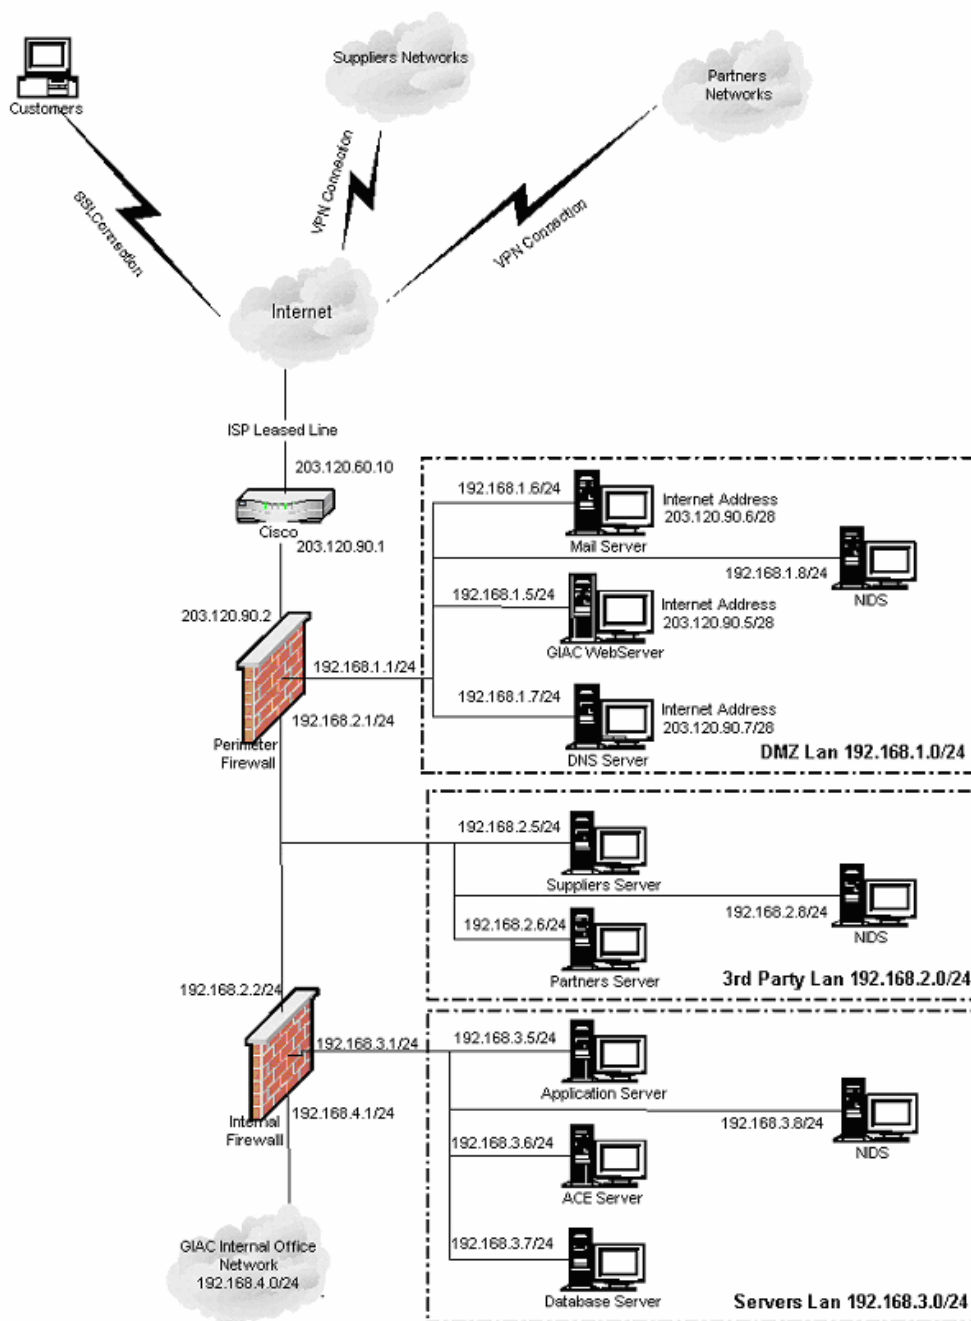 Suppliers Networks
Partners
Networks
Customers
SSLConnection
VPN Connection
VPN Connection
Internet
ISP Leased Line
203.120.60.10
Cisco
203.120.90.1
203.120.90.2
192.168.1.1/24
192.168.2.1/24
Perimeter
Firewall
192.168.1.6/24
Internet Address
203.120.90.6/28
Mail Server
192.168.1.8/24
NIDS
192.168.1.5/24
Internet Address
203.120.90.5/28
GIAC WebServer
192.168.1.7/24
Internet Address
203.120.90.7/28
DNS Server
DMZ Lan 192.168.1.0/24
192.168.2.5/24
Suppliers Server
192.168.2.8/24
NIDS
192.168.2.6/24
Partners Server
3rd Party Lan 192.168.2.0/24
192.168.2.2/24
192.168.3.1/24
192.168.4.1/24
Internal
Firewall
192.168.3.5/24
Application Server
192.168.3.8/24
NIDS
192.168.3.6/24
ACE Server
192.168.3.7/24
Database Server
Servers Lan 192.168.3.0/24
GIAC Internal Office
Network
192.168.4.0/24